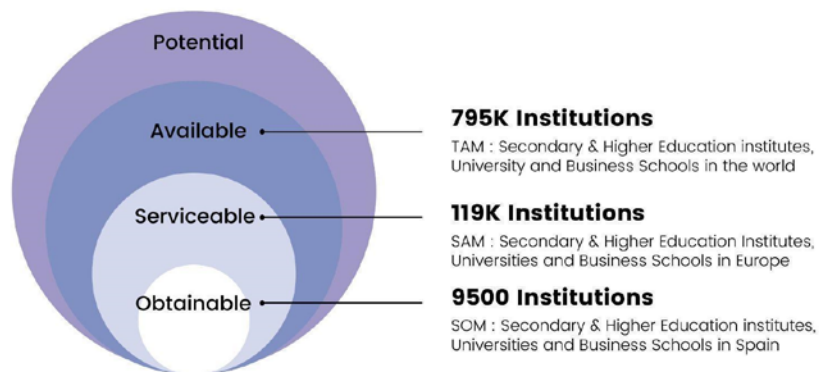 Potential
Available
795K Institutions
TAM : Secondary & Higher Education institutes,
University and Business Schools in the world
Serviceable
119K Institutions
SAM : Secondary & Higher Education Institutes,
Universities and Business Schools in Europe
Obtainable
9500 Institutions
SOM : Secondary & Higher Education institutes,
Universities and Business Schools in Spain